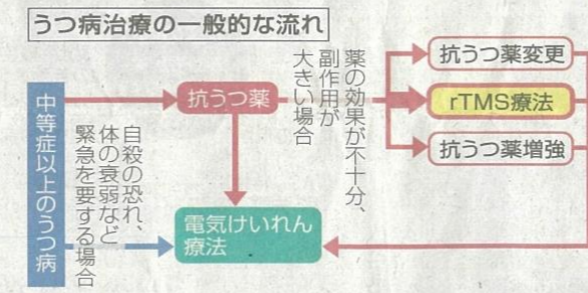 うつ病治療の一般的な流れ
中等症以上のうつ病
抗うつ薬
薬の効果が不十分、
副作用が
大きい場合
抗うつ薬変更
rTMS療法
抗うつ薬増強
自殺の恐れ、
体の衰弱など
緊急を要する場合
電気けいれん
療法